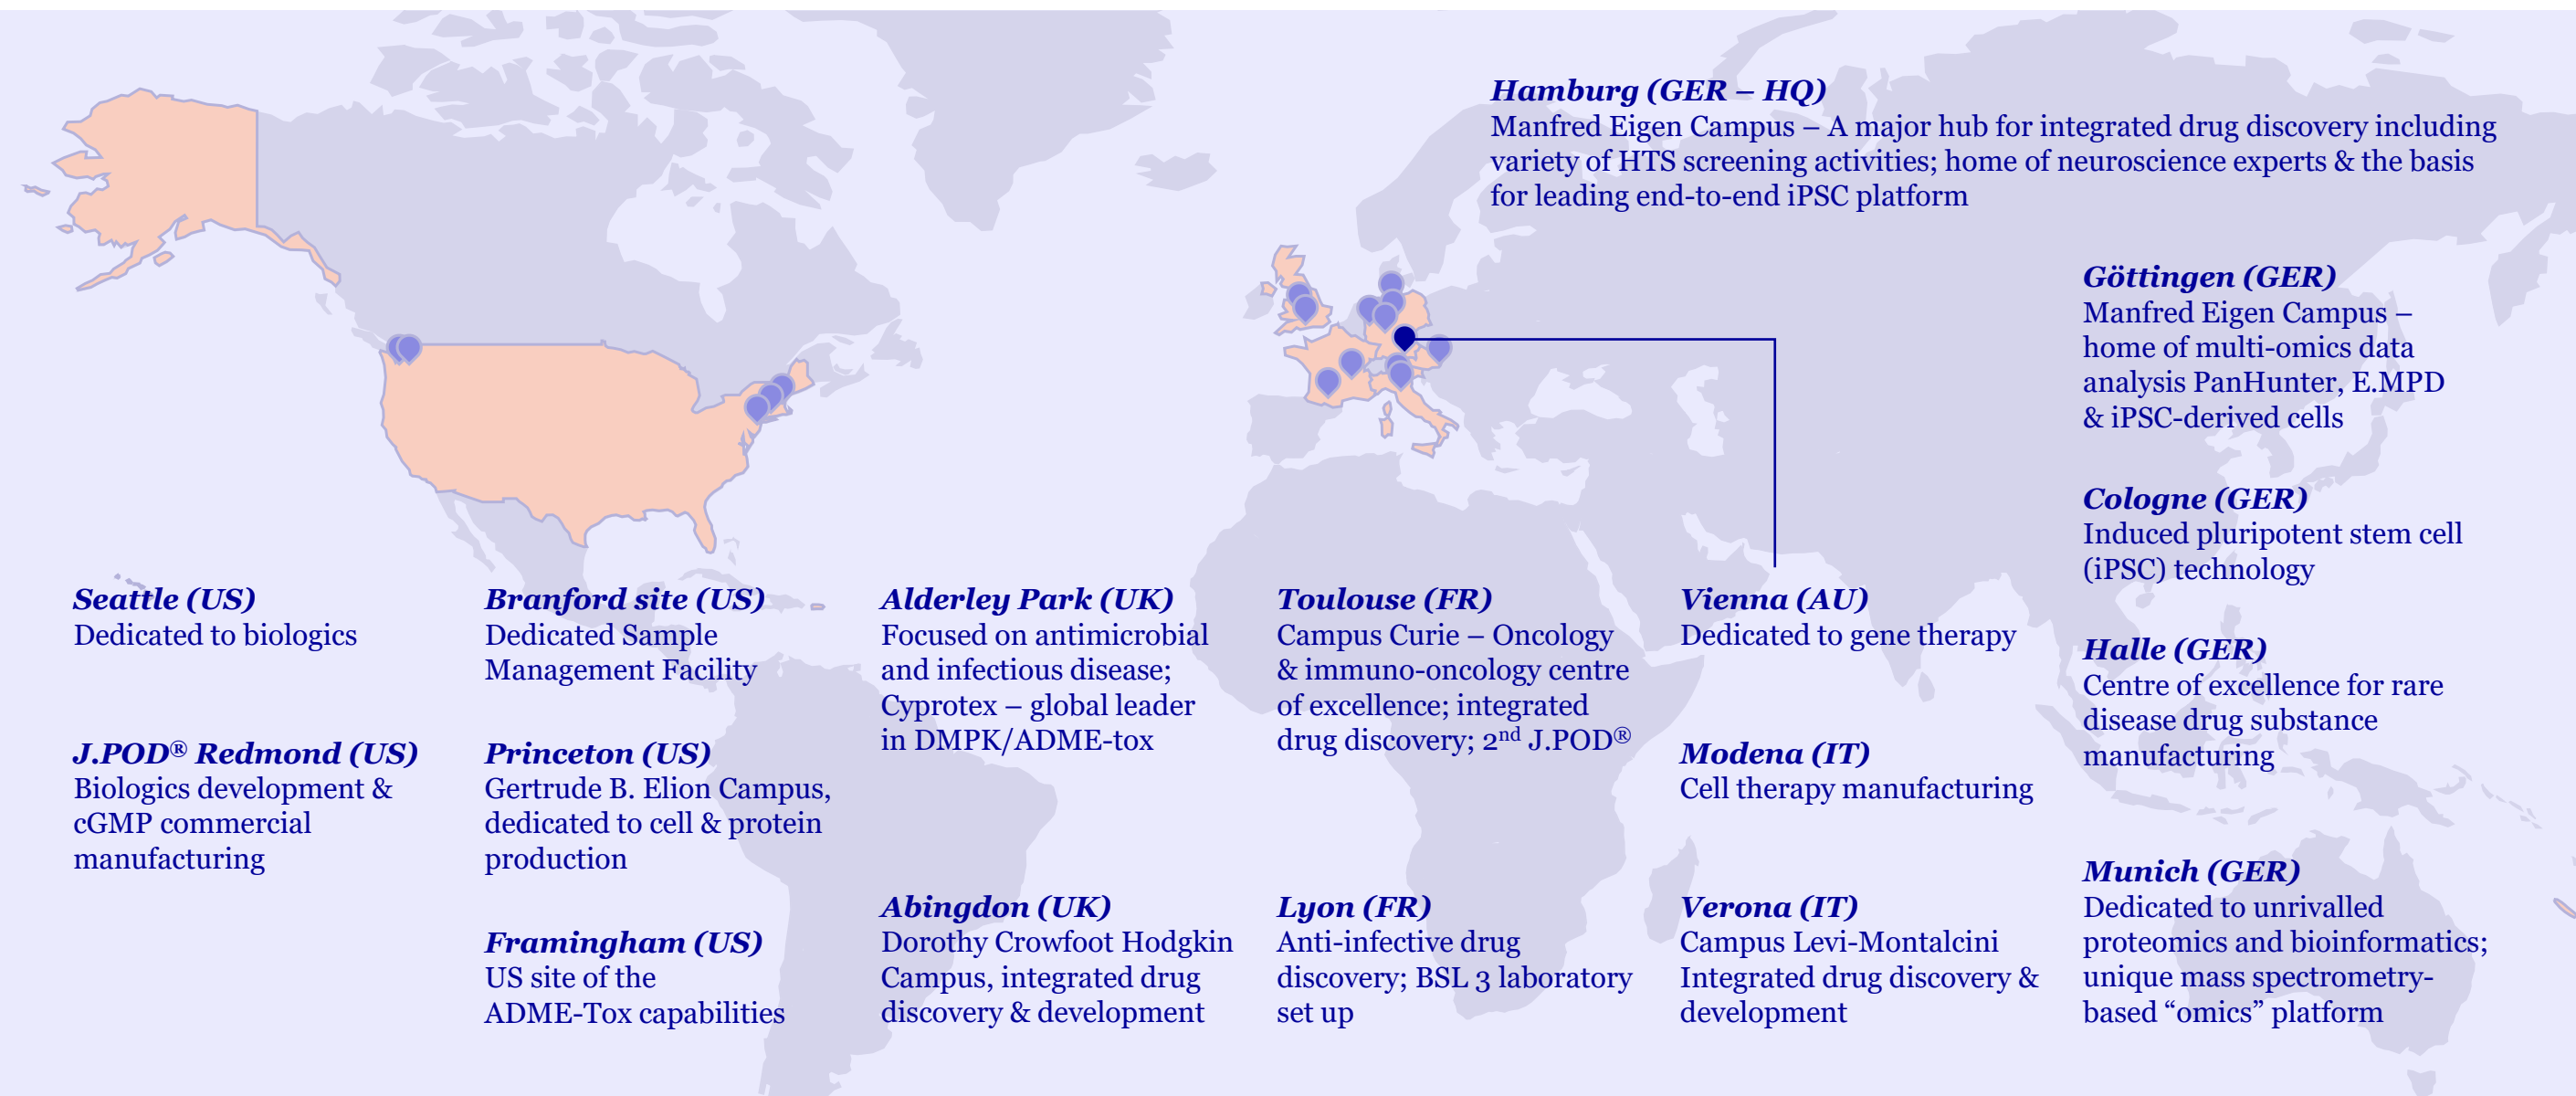 Hamburg (GER – HQ)
Manfred Eigen Campus – A major hub for integrated drug discovery including
variety of HTS screening activities; home of neuroscience experts & the basis
for leading end-to-end iPSC platform
Seattle (US)
Dedicated to biologics
J.POD® Redmond (US)
Biologics development &
cGMP commercial
manufacturing
Branford site (US)
Dedicated Sample
Management Facility
Princeton (US)
Gertrude B. Elion Campus,
dedicated to cell & protein
production
Framingham (US)
US site of the
ADME-Tox capabilities
Alderley Park (UK)
Focused on antimicrobial
and infectious disease;
Cyprotex – global leader
in DMPK/ADME-tox
Abingdon (UK)
Dorothy Crowfoot Hodgkin
Campus, integrated drug
discovery & development
Toulouse (FR)
Campus Curie – Oncology
& immuno-oncology centre
of excellence; integrated
drug discovery; 2nd J.POD®
Lyon (FR)
Anti-infective drug
discovery; BSL 3 laboratory
set up
Vienna (AU)
Dedicated to gene therapy
Modena (IT)
Cell therapy manufacturing
Verona (IT)
Campus Levi-Montalcini
Integrated drug discovery &
development
Göttingen (GER)
Manfred Eigen Campus –
home of multi-omics data
analysis PanHunter, E.MPD
& iPSC-derived cells
Cologne (GER)
Induced pluripotent stem cell
(iPSC) technology
Halle (GER)
Centre of excellence for rare
disease drug substance
manufacturing
Munich (GER)
Dedicated to unrivalled
proteomics and bioinformatics;
unique mass spectrometry-
based “omics” platform